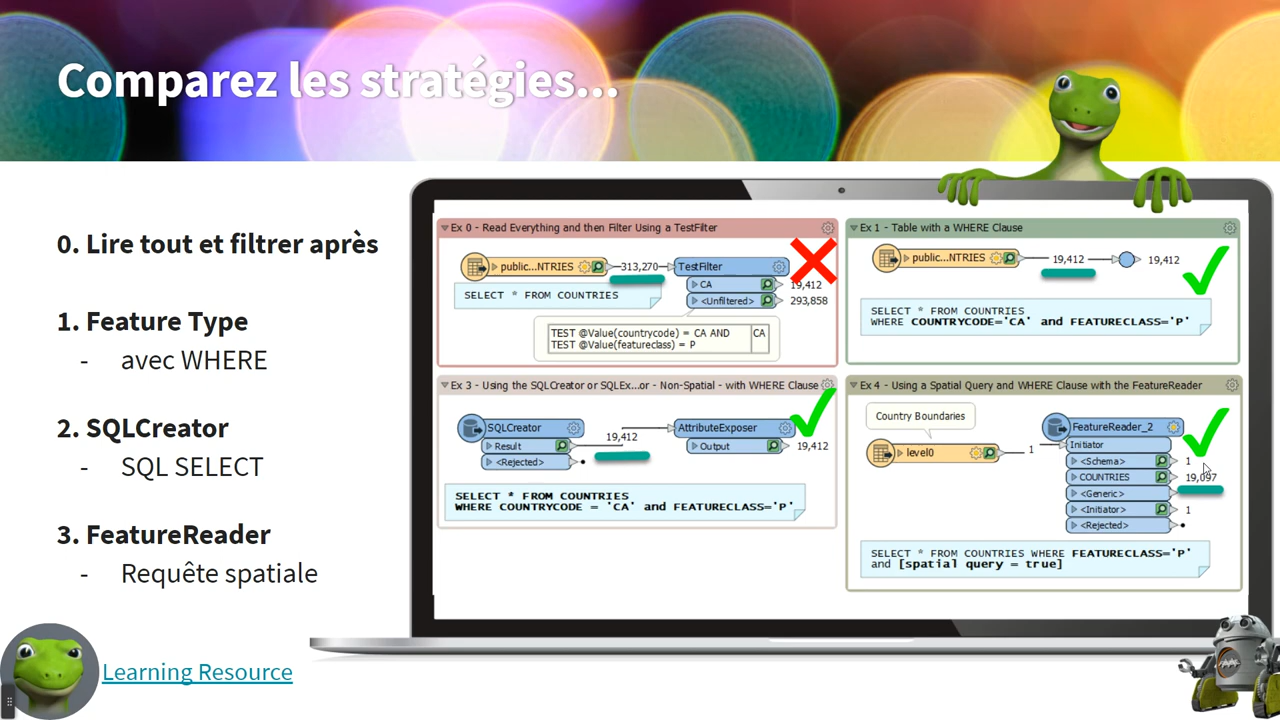 Comparez les stratégies...
0. Lire tout et filtrer après
1. Feature Type
- avec WHERE
2. SQLCreator
- SQL SELECT
3. FeatureReader
- Requête spatiale
Learning Resource
Ex 0 - Read Everything and then Filter Using a TestFilter
public...NTRIES
313,270
TestFilter
CA
19,412
<Unfiltered>
293,858
SELECT * FROM COUNTRIES
TEST @Value(countrycode) = CA AND
TEST @Value(featureclass) = P
CA
Ex 1 - Table with a WHERE Clause
public...NTRIES
19,412
19,412
SELECT * FROM COUNTRIES
WHERE COUNTRYCODE='CA' and FEATURECLASS='P'
Ex 3 - Using the SQLCreator or SQLEx...or - Non-Spatial - with WHERE Clause
SQLCreator
Result
<Rejected>
19,412
AttributeExposer
Output
19,412
SELECT * FROM COUNTRIES
WHERE COUNTRYCODE = 'CA' and FEATURECLASS='P'
Ex 4 - Using a Spatial Query and WHERE Clause with the FeatureReader
Country Boundaries
level0
1
FeatureReader_2
Initiator
<Schema>
1
COUNTRIES
19,097
<Generic>
<Initiator>
1
<Rejected>
SELECT * FROM COUNTRIES WHERE FEATURECLASS='P'
and [spatial query = true]